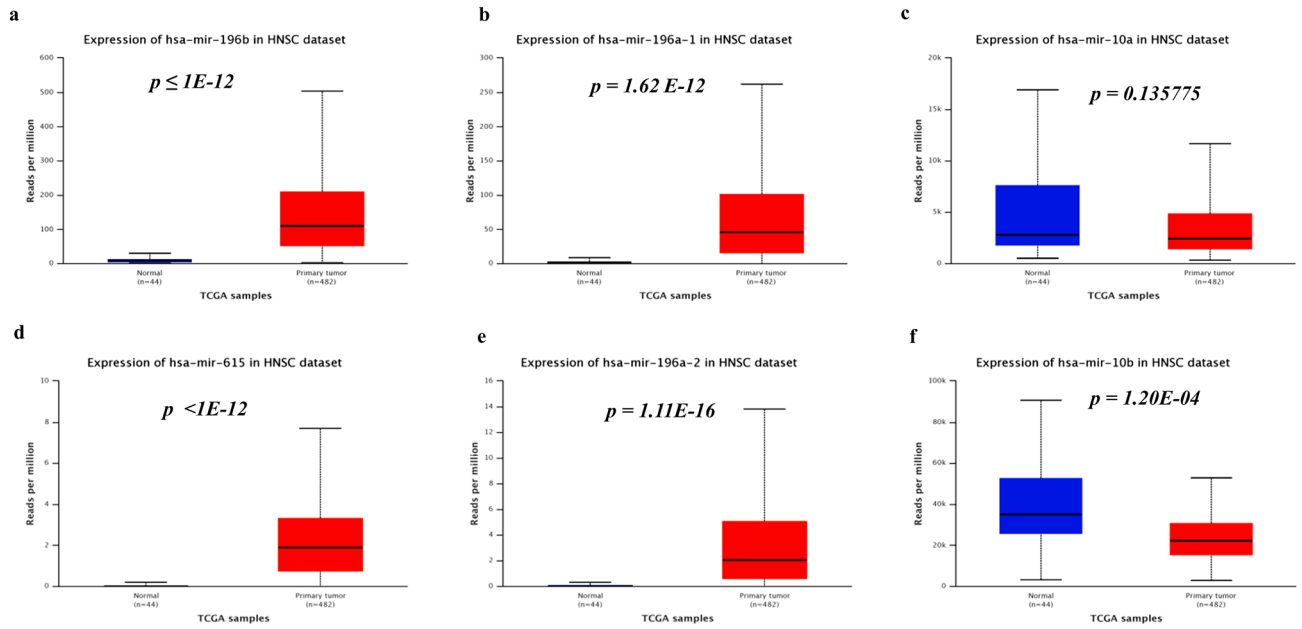 a
Expression of hsa-mir-196b in HNSC dataset
p ≤ 1E-12
600
500
400
300
200
100
0
Reads per million
Normal
(n=44)
Primary tumor
(n=482)
TCGA samples
b
Expression of hsa-mir-196a-1 in HNSC dataset
p = 1.62 E-12
300
250
200
150
100
50
0
Reads per million
Normal
(n=44)
Primary tumor
(n=482)
TCGA samples
c
Expression of hsa-mir-10a in HNSC dataset
p = 0.135775
20k
15k
10k
5k
0
Reads per million
Normal
(n=44)
Primary tumor
(n=482)
TCGA samples
d
Expression of hsa-mir-615 in HNSC dataset
p <1E-12
10
8
6
4
2
0
Reads per million
Normal
(n=44)
Primary tumor
(n=482)
TCGA samples
e
Expression of hsa-mir-196a-2 in HNSC dataset
p = 1.11E-16
16
14
12
10
8
6
4
2
0
Reads per million
Normal
(n=44)
Primary tumor
(n=482)
TCGA samples
f
Expression of hsa-mir-10b in HNSC dataset
p = 1.20E-04
100k
80k
60k
40k
20k
0
Reads per million
Normal
(n=44)
Primary tumor
(n=482)
TCGA samples